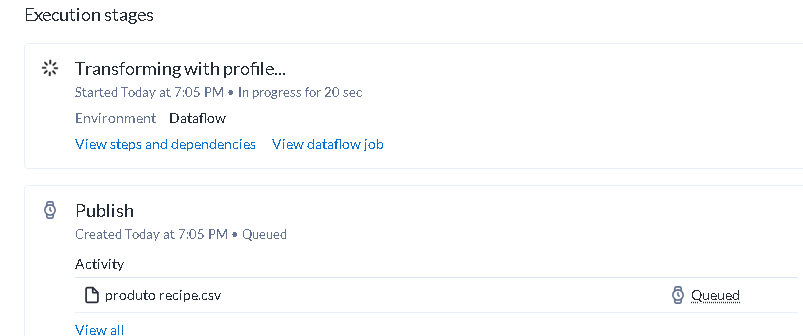 Execution stages
Transforming with profile...
Started Today at 7:05 PM • In progress for 20 sec
Environment Dataflow
View steps and dependencies View dataflow job
Publish
Created Today at 7:05 PM • Queued
Activity
produto recipe.csv Queued
View all